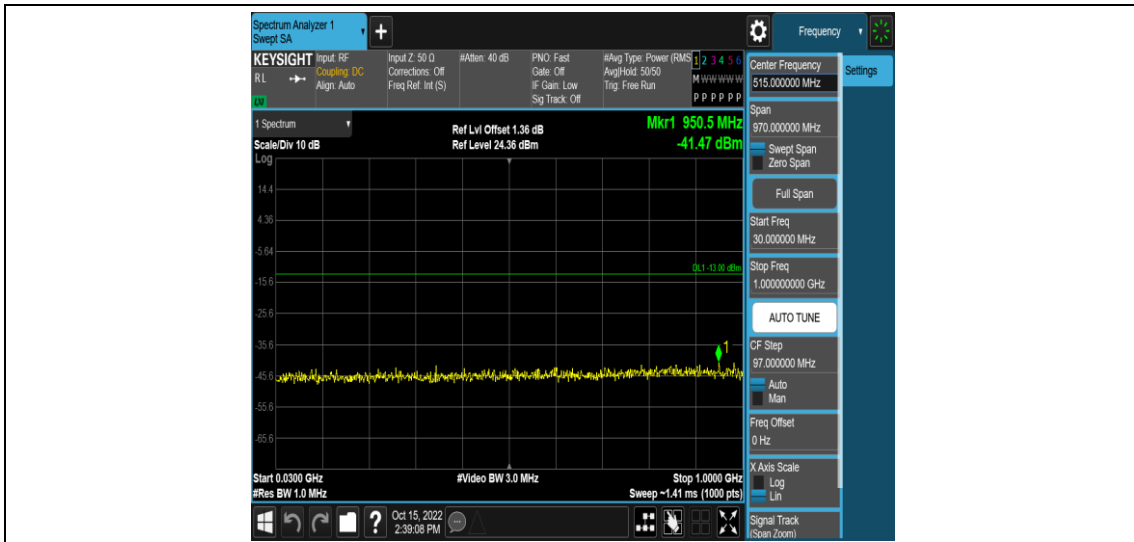 Spectrum Analyzer 1
Swept SA
+
Frequency
KEYSIGHT
RL
Input: RF
Coupling: DC
Align: Auto
Input Z: 50 Ω
Corrections: Off
Freq Ref: Int (S)
#Atten: 40 dB
PNO: Fast
Gate: Off
IF Gain: Low
Sig Track: Off
#Avg Type: Power (RMS
Avg|Hold: 50/50
Trig: Free Run
1 2 3 4 5 6
M W W W W W
P P P P P P
1 Spectrum
Scale/Div 10 dB
Ref Lvl Offset 1.36 dB
Ref Level 24.36 dBm
Mkr1 950.5 MHz
-41.47 dBm
Log
14.4
4.36
-5.64
DL1 -13.00 dBm
-15.6
-25.6
-35.6
1
-45.6
-55.6
-65.6
Start 0.0300 GHz
#Res BW 1.0 MHz
#Video BW 3.0 MHz
Stop 1.0000 GHz
Sweep ~1.41 ms (1000 pts)
?
Oct 15, 2022
2:39:08 PM
Center Frequency
515.000000 MHz
Settings
Span
970.000000 MHz
Swept Span
Zero Span
Full Span
Start Freq
30.000000 MHz
Stop Freq
1.000000000 GHz
AUTO TUNE
CF Step
97.000000 MHz
Auto
Man
Freq Offset
0 Hz
X Axis Scale
Log
Lin
Signal Track
(Span Zoom)